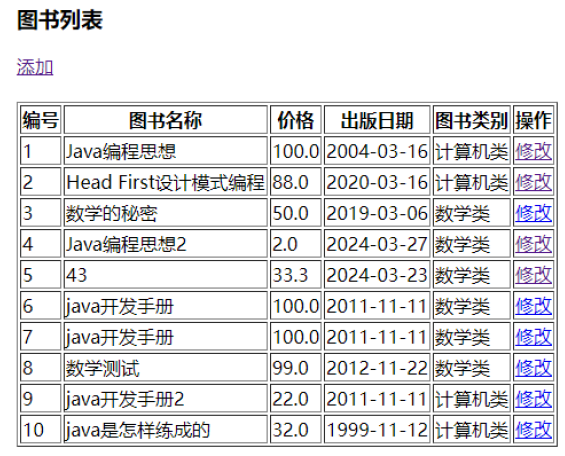 图书列表
添加
编号 图书名称 价格 出版日期 图书类别 操作
1 Java编程思想 100.0 2004-03-16 计算机类 修改
2 Head First设计模式编程 88.0 2020-03-16 计算机类 修改
3 数学的秘密 50.0 2019-03-06 数学类 修改
4 Java编程思想2 2.0 2024-03-27 数学类 修改
5 43 33.3 2024-03-23 数学类 修改
6 java开发手册 100.0 2011-11-11 数学类 修改
7 java开发手册 100.0 2011-11-11 数学类 修改
8 数学测试 99.0 2012-11-22 数学类 修改
9 java开发手册2 22.0 2011-11-11 计算机类 修改
10 java是怎样练成的 32.0 1999-11-12 计算机类 修改